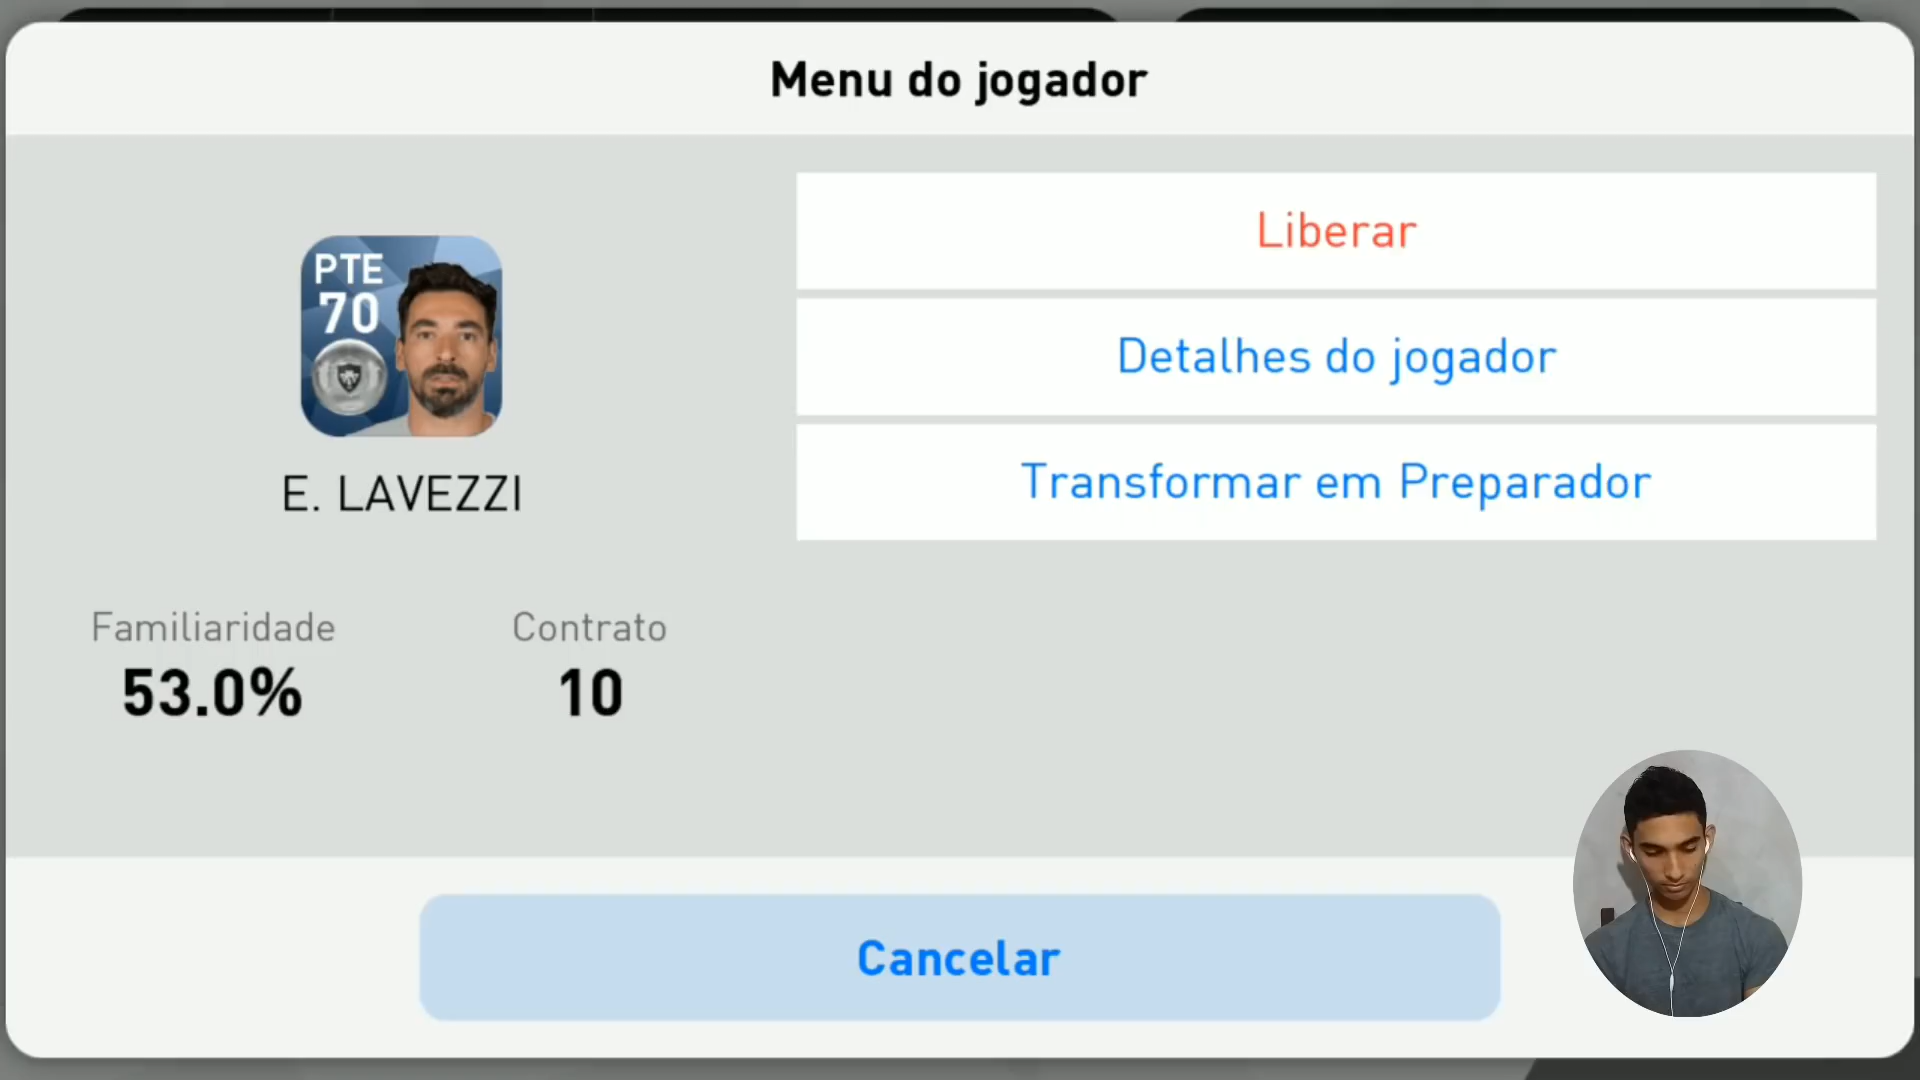 Menu do jogador
PTE
70
E. LAVEZZI
Familiaridade
53.0%
Contrato
10
Liberar
Detalhes do jogador
Transformar em Preparador
Cancelar